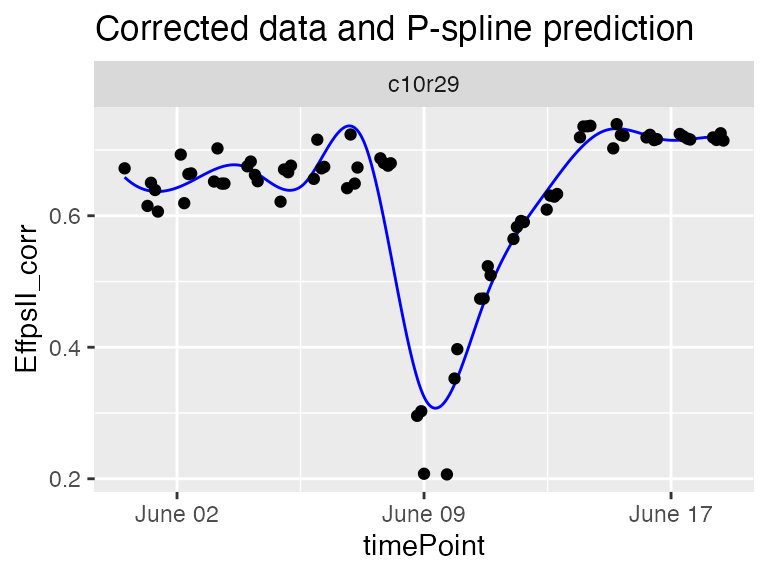 Corrected data and P-spline prediction
c10r29
EffpsII_corr
0.6
0.4
0.2
June 02
June 09
June 17
timePoint